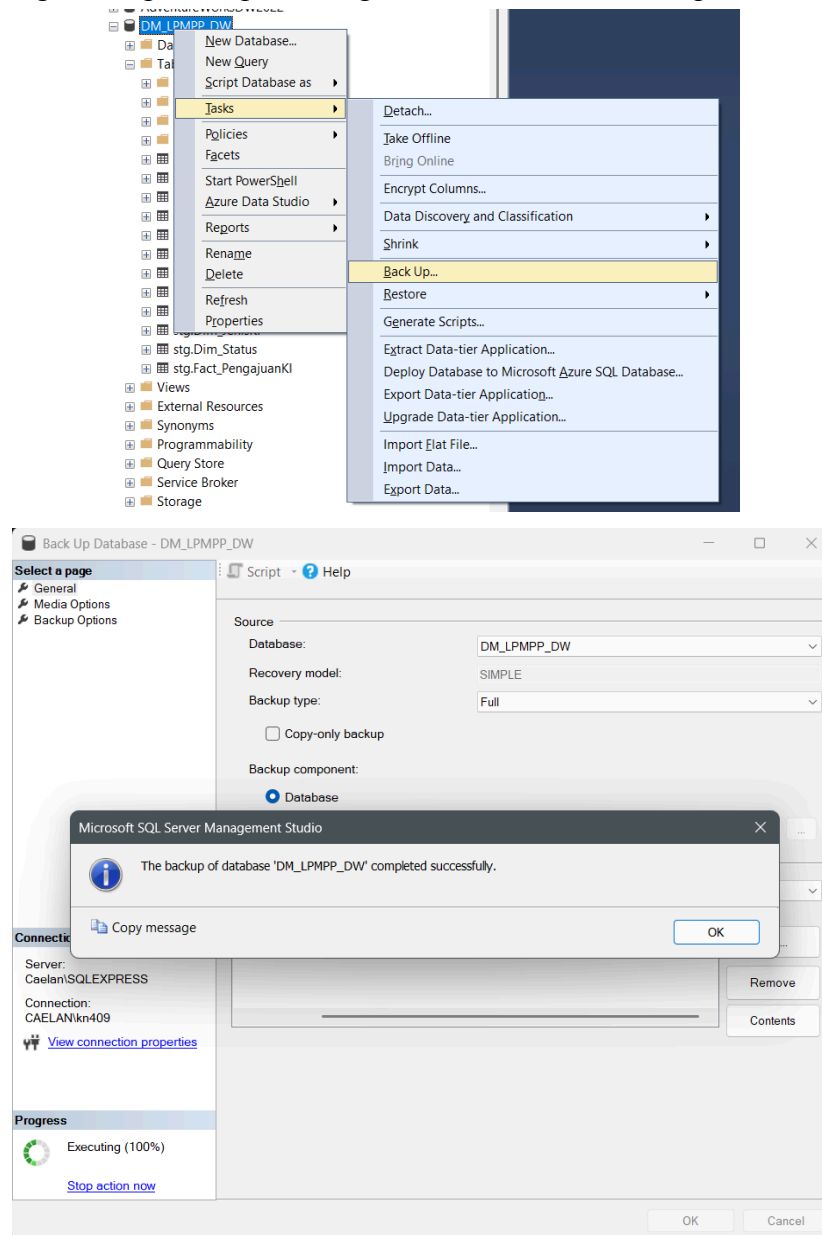 DM_LPMPP_DW
Da
Tal
New Database...
New Query
Script Database as
Tasks
Policies
Facets
Start PowerShell
Azure Data Studio
Reports
Rename
Delete
Refresh
Properties
Detach...
Take Offline
Bring Online
Encrypt Columns...
Data Discovery and Classification
Shrink
Back Up...
Restore
Generate Scripts...
Extract Data-tier Application...
Deploy Database to Microsoft Azure SQL Database...
Export Data-tier Application...
Upgrade Data-tier Application...
Import Flat File...
Import Data...
Export Data...
stg.Dim_Status
stg.Fact_PengajuanKI
Views
External Resources
Synonyms
Programmability
Query Store
Service Broker
Storage
Back Up Database - DM_LPMPP_DW
Select a page
General
Media Options
Backup Options
Script
Help
Source
Database:
DM_LPMPP_DW
Recovery model:
SIMPLE
Backup type:
Full
Copy-only backup
Backup component:
Database
Microsoft SQL Server Management Studio
The backup of database 'DM_LPMPP_DW' completed successfully.
Copy message
OK
...
Connectic
Server:
Caelan\SQLEXPRESS
Connection:
CAELAN\kn409
View connection properties
Remove
Contents
Progress
Executing (100%)
Stop action now
OK
Cancel